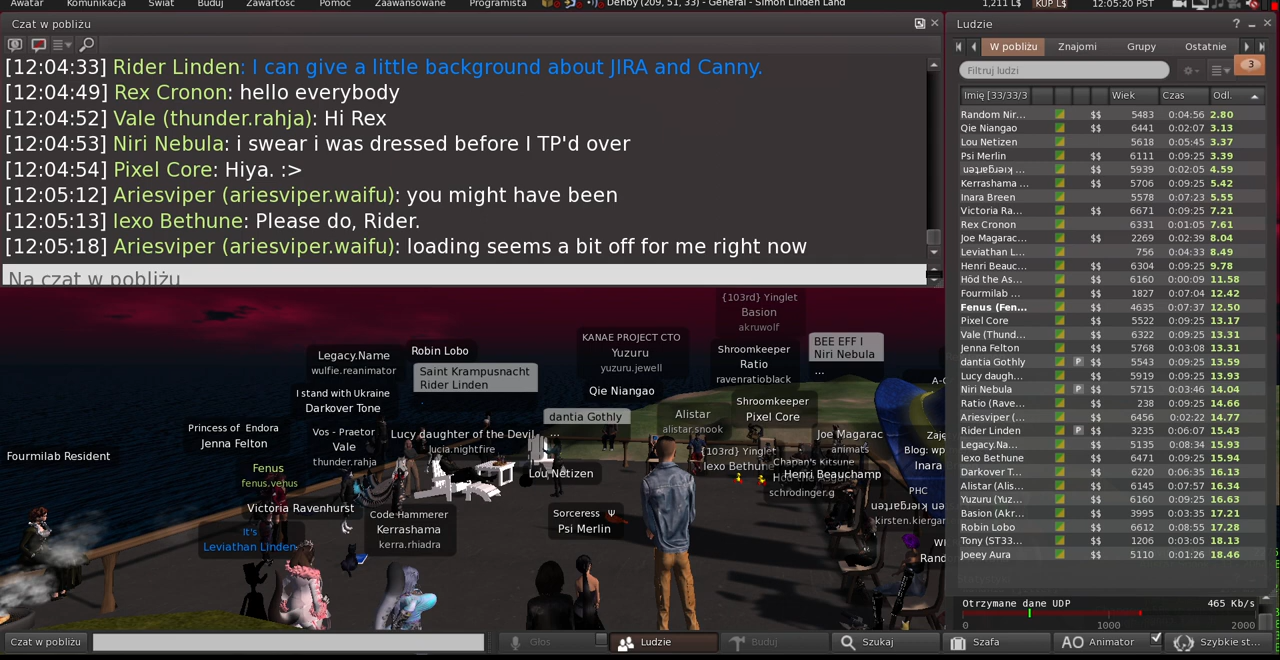 Awatar Komunikacja Świat Buduj Zawartość Pomoc Zaawansowane Programista Denby (209, 51, 33) - General - Simon Linden Land 1,211 L$ KUP L$ 12:05:20 PST
Czat w pobliżu
[12:04:33] Rider Linden: I can give a little background about JIRA and Canny.
[12:04:49] Rex Cronon: hello everybody
[12:04:52] Vale (thunder.rahja): Hi Rex
[12:04:53] Niri Nebula: i swear i was dressed before I TP'd over
[12:04:54] Pixel Core: Hiya. :>
[12:05:12] Ariesviper (ariesviper.waifu): you might have been
[12:05:13] Iexo Bethune: Please do, Rider.
[12:05:18] Ariesviper (ariesviper.waifu): loading seems a bit off for me right now
Na czat w pobliżu
{103rd} Yinglet
Basion
akruwolf
KANAE PROJECT CTO
Yuzuru
yuzuru.jewell
BEE EFF I
Niri Nebula
...
Legacy.Name
wulfie.reanimator
Robin Lobo
Saint Krampusnacht
Rider Linden
Shroomkeeper
Ratio
ravenratioblack
Qie Niangao
I stand with Ukraine
Darkover Tone
dantia Gothly
...
Alistar
alistar.snook
Shroomkeeper
Pixel Core
Princess of Endora
Jenna Felton
Vos - Praetor
Vale
thunder.rahja
Lucy daughter of the Devil
lucia.nightfire
Joe Magarac
animats
Fourmilab Resident
Fenus
fenus.venus
Lou Netizen
{103rd} Yinglet
Iexo Bethune
Chapan's Kitsune
Henri Beauchamp
schrodinger.g
Blog: wp
Inara
Victoria Ravenhurst
Code Hammerer
Kerrashama
kerra.rhiadra
Sorceress Ψ
Psi Merlin
PHC
kirsten.kiergar
It's
Leviathan Linden
Rand
Ludzie
? _ ×
W pobliżu Znajomi Grupy Ostatnie
Filtruj ludzi 3
Imię [33/33/3 Wiek Czas Odl.
Random Nir... $$ 5483 0:04:56 2.80
Qie Niangao $$ 6441 0:02:07 3.13
Lou Netizen 5618 0:05:45 3.37
Psi Merlin $$ 6111 0:09:25 3.39
$$ 5939 0:02:05 4.59
Kerrashama ... $$ 5706 0:09:25 5.42
Inara Breen 5578 0:07:23 5.55
Victoria Ra... $$ 6671 0:09:25 7.21
Rex Cronon 6331 0:01:05 7.61
Joe Magarac... $$ 2269 0:02:39 8.04
Leviathan L... 756 0:04:33 8.49
Henri Beauc... $$ 6304 0:09:25 9.78
Höd the As... $$ 6160 0:00:09 11.58
Fourmilab ... $$ 1827 0:07:04 12.42
Fenus (Fen... $$ 4635 0:07:37 12.50
Pixel Core $$ 5522 0:09:25 13.17
Vale (Thund... $$ 6331 0:09:25 13.31
Jenna Felton $$ 5768 0:03:08 13.31
dantia Gothly P $$ 5543 0:09:25 13.59
Lucy daugh... $$ 5919 0:09:25 13.93
Niri Nebula P $$ 5715 0:03:46 14.04
Ratio (Rave... $$ 238 0:09:25 14.66
Ariesviper (... $$ 6456 0:02:22 14.77
Rider Linden P $$ 3235 0:06:07 15.43
Legacy.Na... $$ 5135 0:08:34 15.93
Iexo Bethune $$ 6471 0:09:25 15.94
Darkover T... $$ 6220 0:06:35 16.13
Alistar (Alis... $$ 6145 0:07:57 16.34
Yuzuru (Yuz... $$ 6160 0:09:25 16.63
Basion (Akr... $$ 3995 0:03:35 17.21
Robin Lobo $$ 6612 0:08:55 17.28
Tony (ST33... $$ 1206 0:03:05 18.13
Joeey Aura $$ 5110 0:01:26 18.46
Otrzymane dane UDP 465 Kb/s
0 1000 2000
Czat w pobliżu Głos Ludzie Buduj Szukaj Szafa AO Animator Szybkie st...